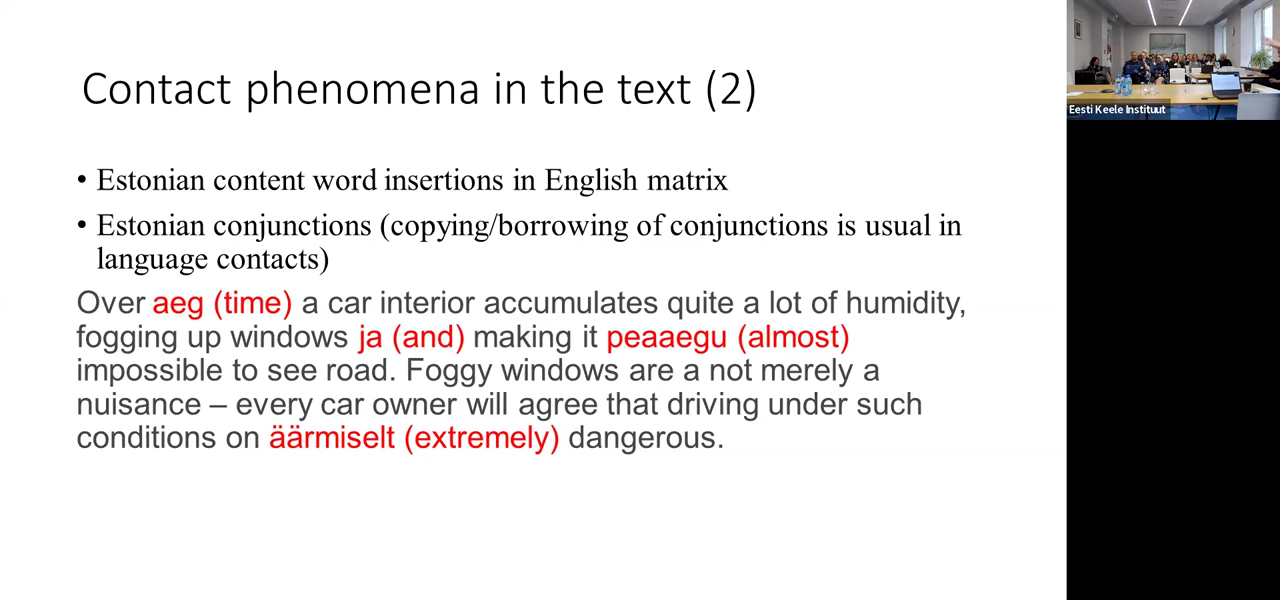 Contact phenomena in the text (2)
• Estonian content word insertions in English matrix
• Estonian conjunctions (copying/borrowing of conjunctions is usual in
language contacts)
Over aeg (time) a car interior accumulates quite a lot of humidity,
fogging up windows ja (and) making it peaaegu (almost)
impossible to see road. Foggy windows are a not merely a
nuisance – every car owner will agree that driving under such
conditions on äärmiselt (extremely) dangerous.
Eesti Keele Instituut